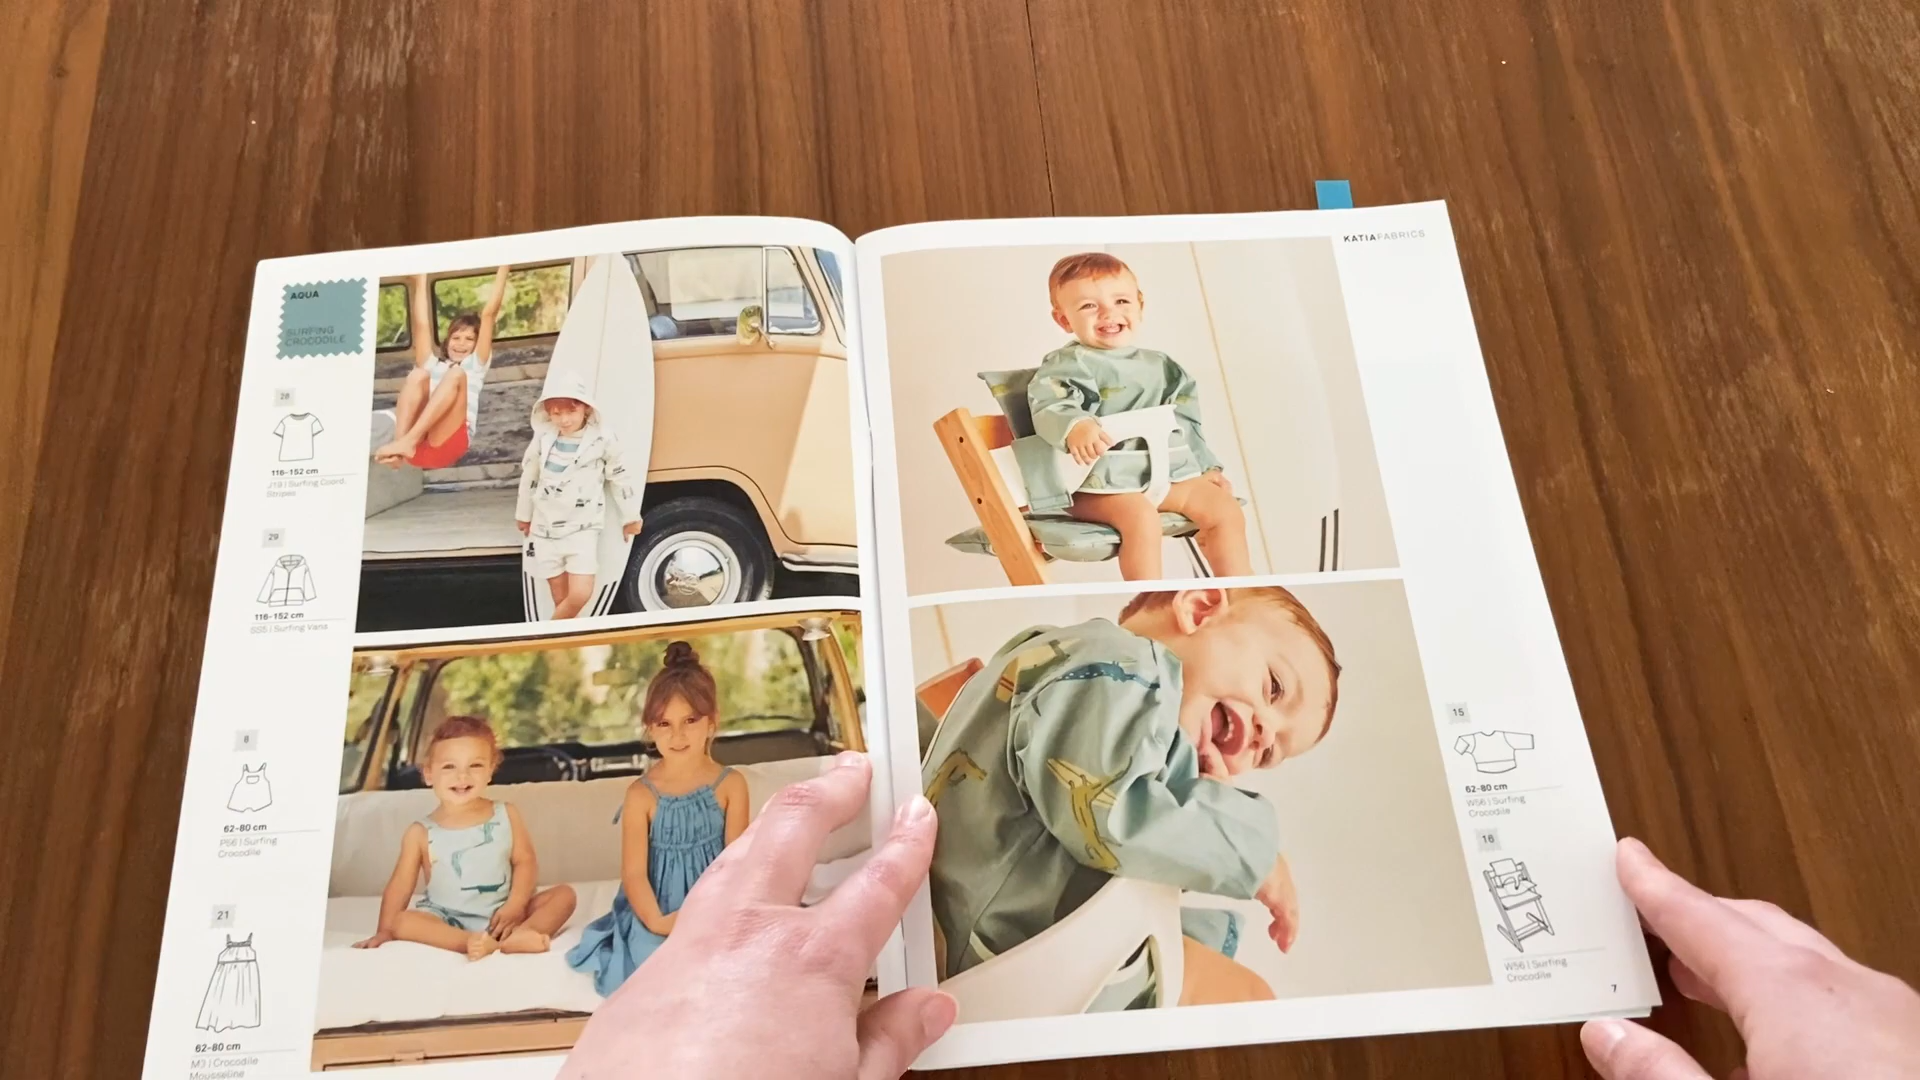 AQUA
SURFING
CROCODILE
28
116-152 cm
J19 | Surfing Coord.
Stripes
29
116-152 cm
SS5 | Surfing Vans
8
62-80 cm
P56 | Surfing
Crocodile
21
62-80 cm
M3 | Crocodile
Mousseline
KATIAFABRICS
15
62-80 cm
W56 | Surfing
Crocodile
16
W56 | Surfing
Crocodile
7